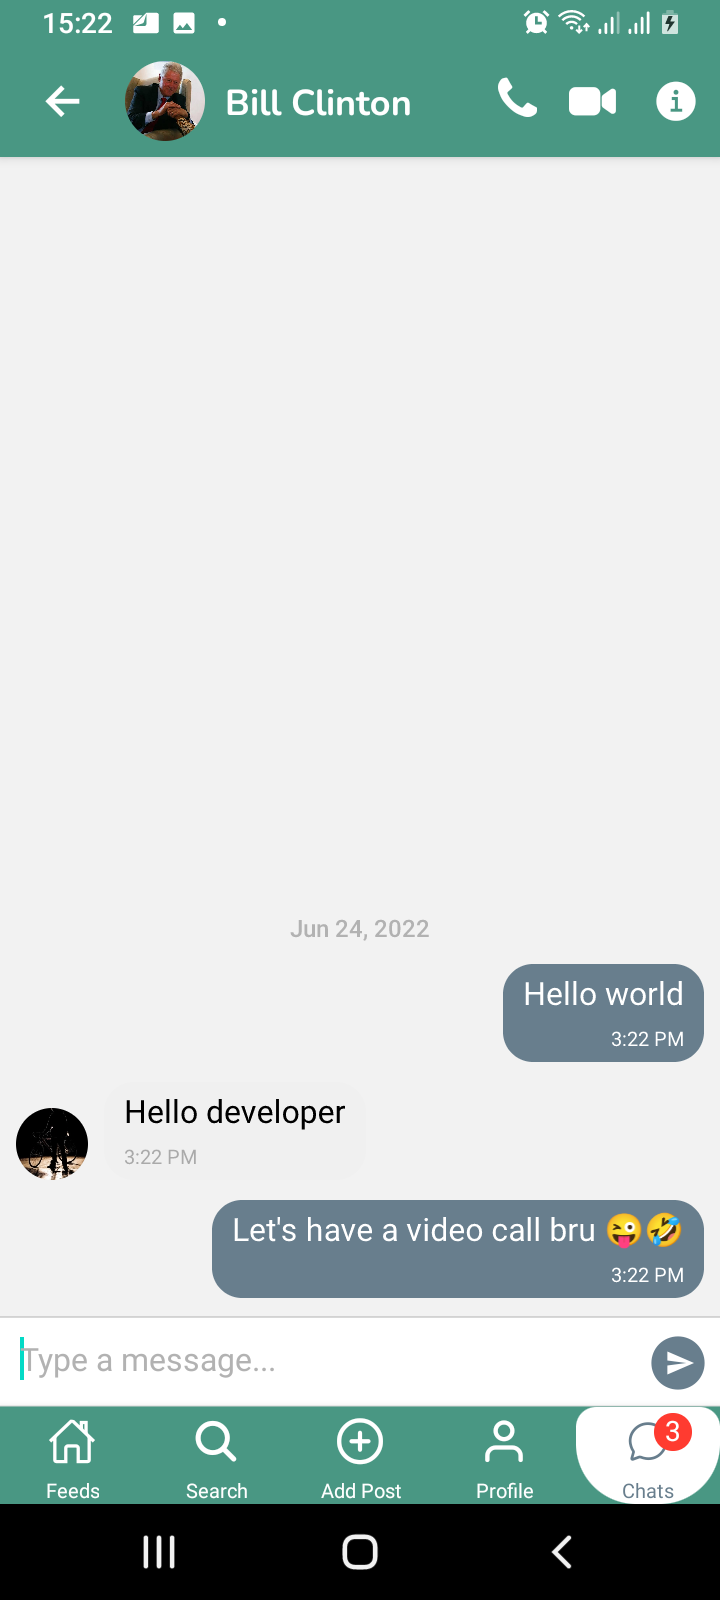 15:22
Bill Clinton
Jun 24, 2022
Hello world
3:22 PM
Hello developer
3:22 PM
Let's have a video call bru 😜🤣
3:22 PM
Type a message...
3
Feeds
Search
Add Post
Profile
Chats